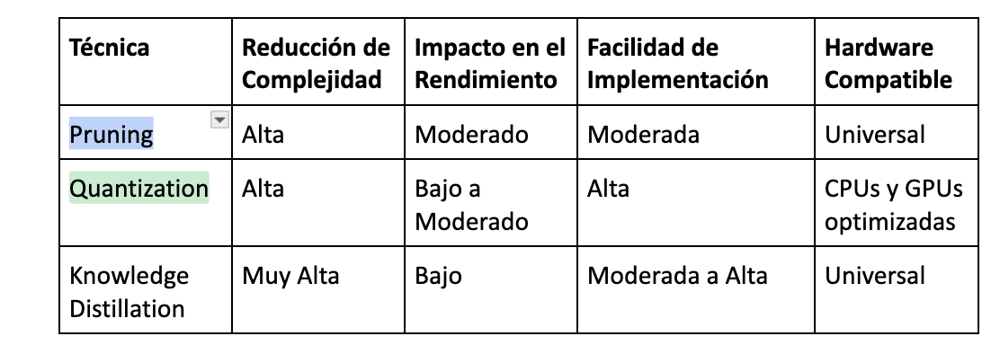 Técnica
Reducción de
Complejidad
Impacto en el
Rendimiento
Facilidad de
Implementación
Hardware
Compatible
Pruning
Alta
Moderado
Moderada
Universal
Quantization
Alta
Bajo a
Moderado
Alta
CPUs y GPUs
optimizadas
Knowledge
Distillation
Muy Alta
Bajo
Moderada a Alta
Universal